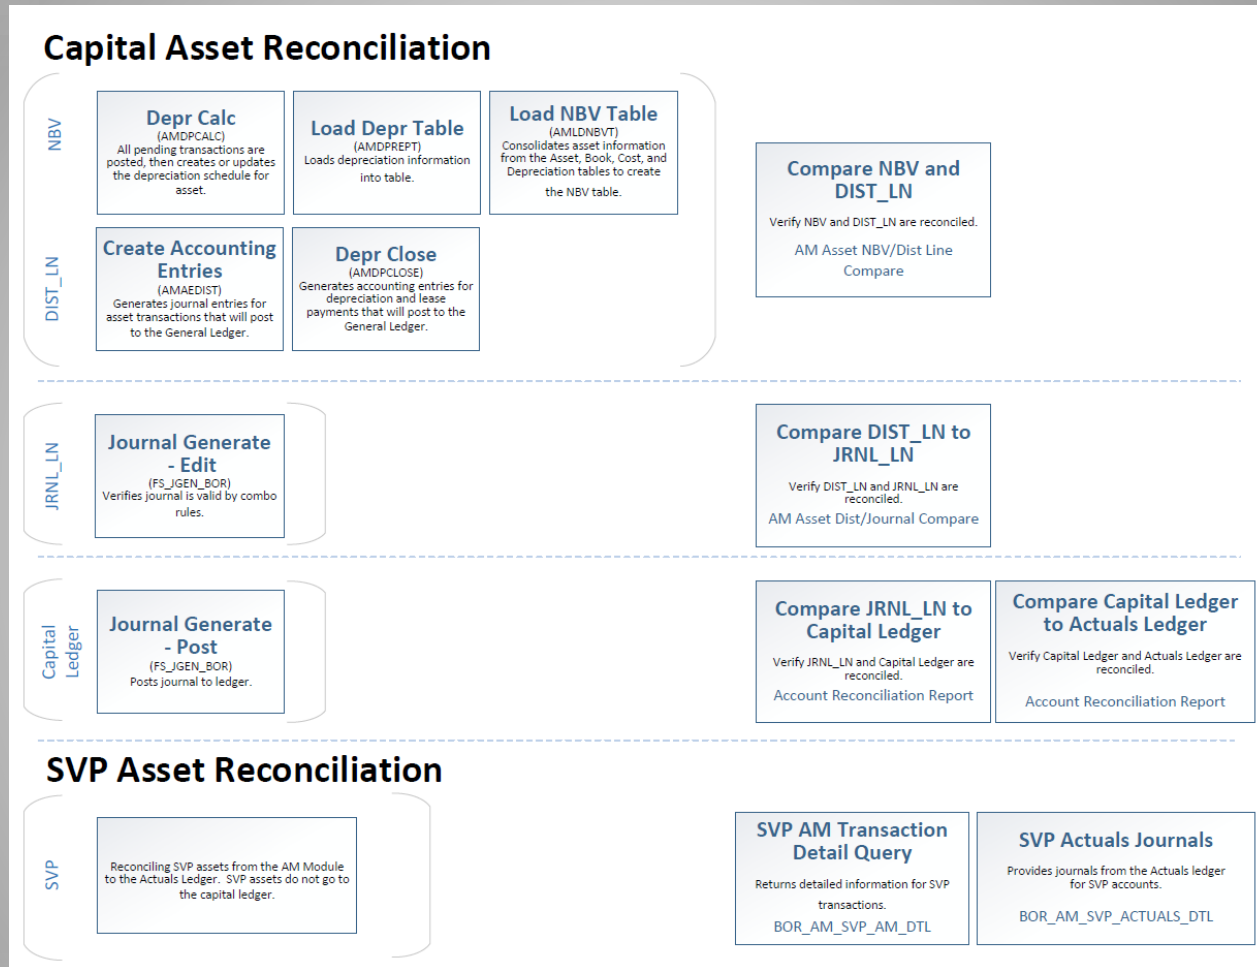 Capital Asset Reconciliation
NBV
Depr Calc
(AMDPCALC)
All pending transactions are
posted, then creates or updates
the depreciation schedule for
asset.
Load Depr Table
(AMDPREPT)
Loads depreciation information
into table.
Load NBV Table
(AMLDNBVT)
Consolidates asset information
from the Asset, Book, Cost, and
Depreciation tables to create
the NBV table.
Compare NBV and
DIST_LN
Verify NBV and DIST_LN are reconciled.
AM Asset NBV/Dist Line
Compare
DIST_LN
Create Accounting
Entries
(AMAEDIST)
Generates journal entries for
asset transactions that will post
to the General Ledger.
Depr Close
(AMDPCLOSE)
Generates accounting entries for
depreciation and lease
payments that will post to the
General Ledger.
JRNL_LN
Journal Generate
- Edit
(FS_JGEN_BOR)
Verifies journal is valid by combo
rules.
Compare DIST_LN to
JRNL_LN
Verify DIST_LN and JRNL_LN are
reconciled.
AM Asset Dist/Journal Compare
Capital
Ledger
Journal Generate
- Post
(FS_JGEN_BOR)
Posts journal to ledger.
Compare JRNL_LN to
Capital Ledger
Verify JRNL_LN and Capital Ledger are
reconciled.
Account Reconciliation Report
Compare Capital Ledger
to Actuals Ledger
Verify Capital Ledger and Actuals Ledger are
reconciled.
Account Reconciliation Report
SVP Asset Reconciliation
SVP
Reconciling SVP assets from the AM Module
to the Actuals Ledger. SVP assets do not go to
the capital ledger.
SVP AM Transaction
Detail Query
Returns detailed information for SVP
transactions.
BOR_AM_SVP_AM_DTL
SVP Actuals Journals
Provides journals from the Actuals ledger
for SVP accounts.
BOR_AM_SVP_ACTUALS_DTL